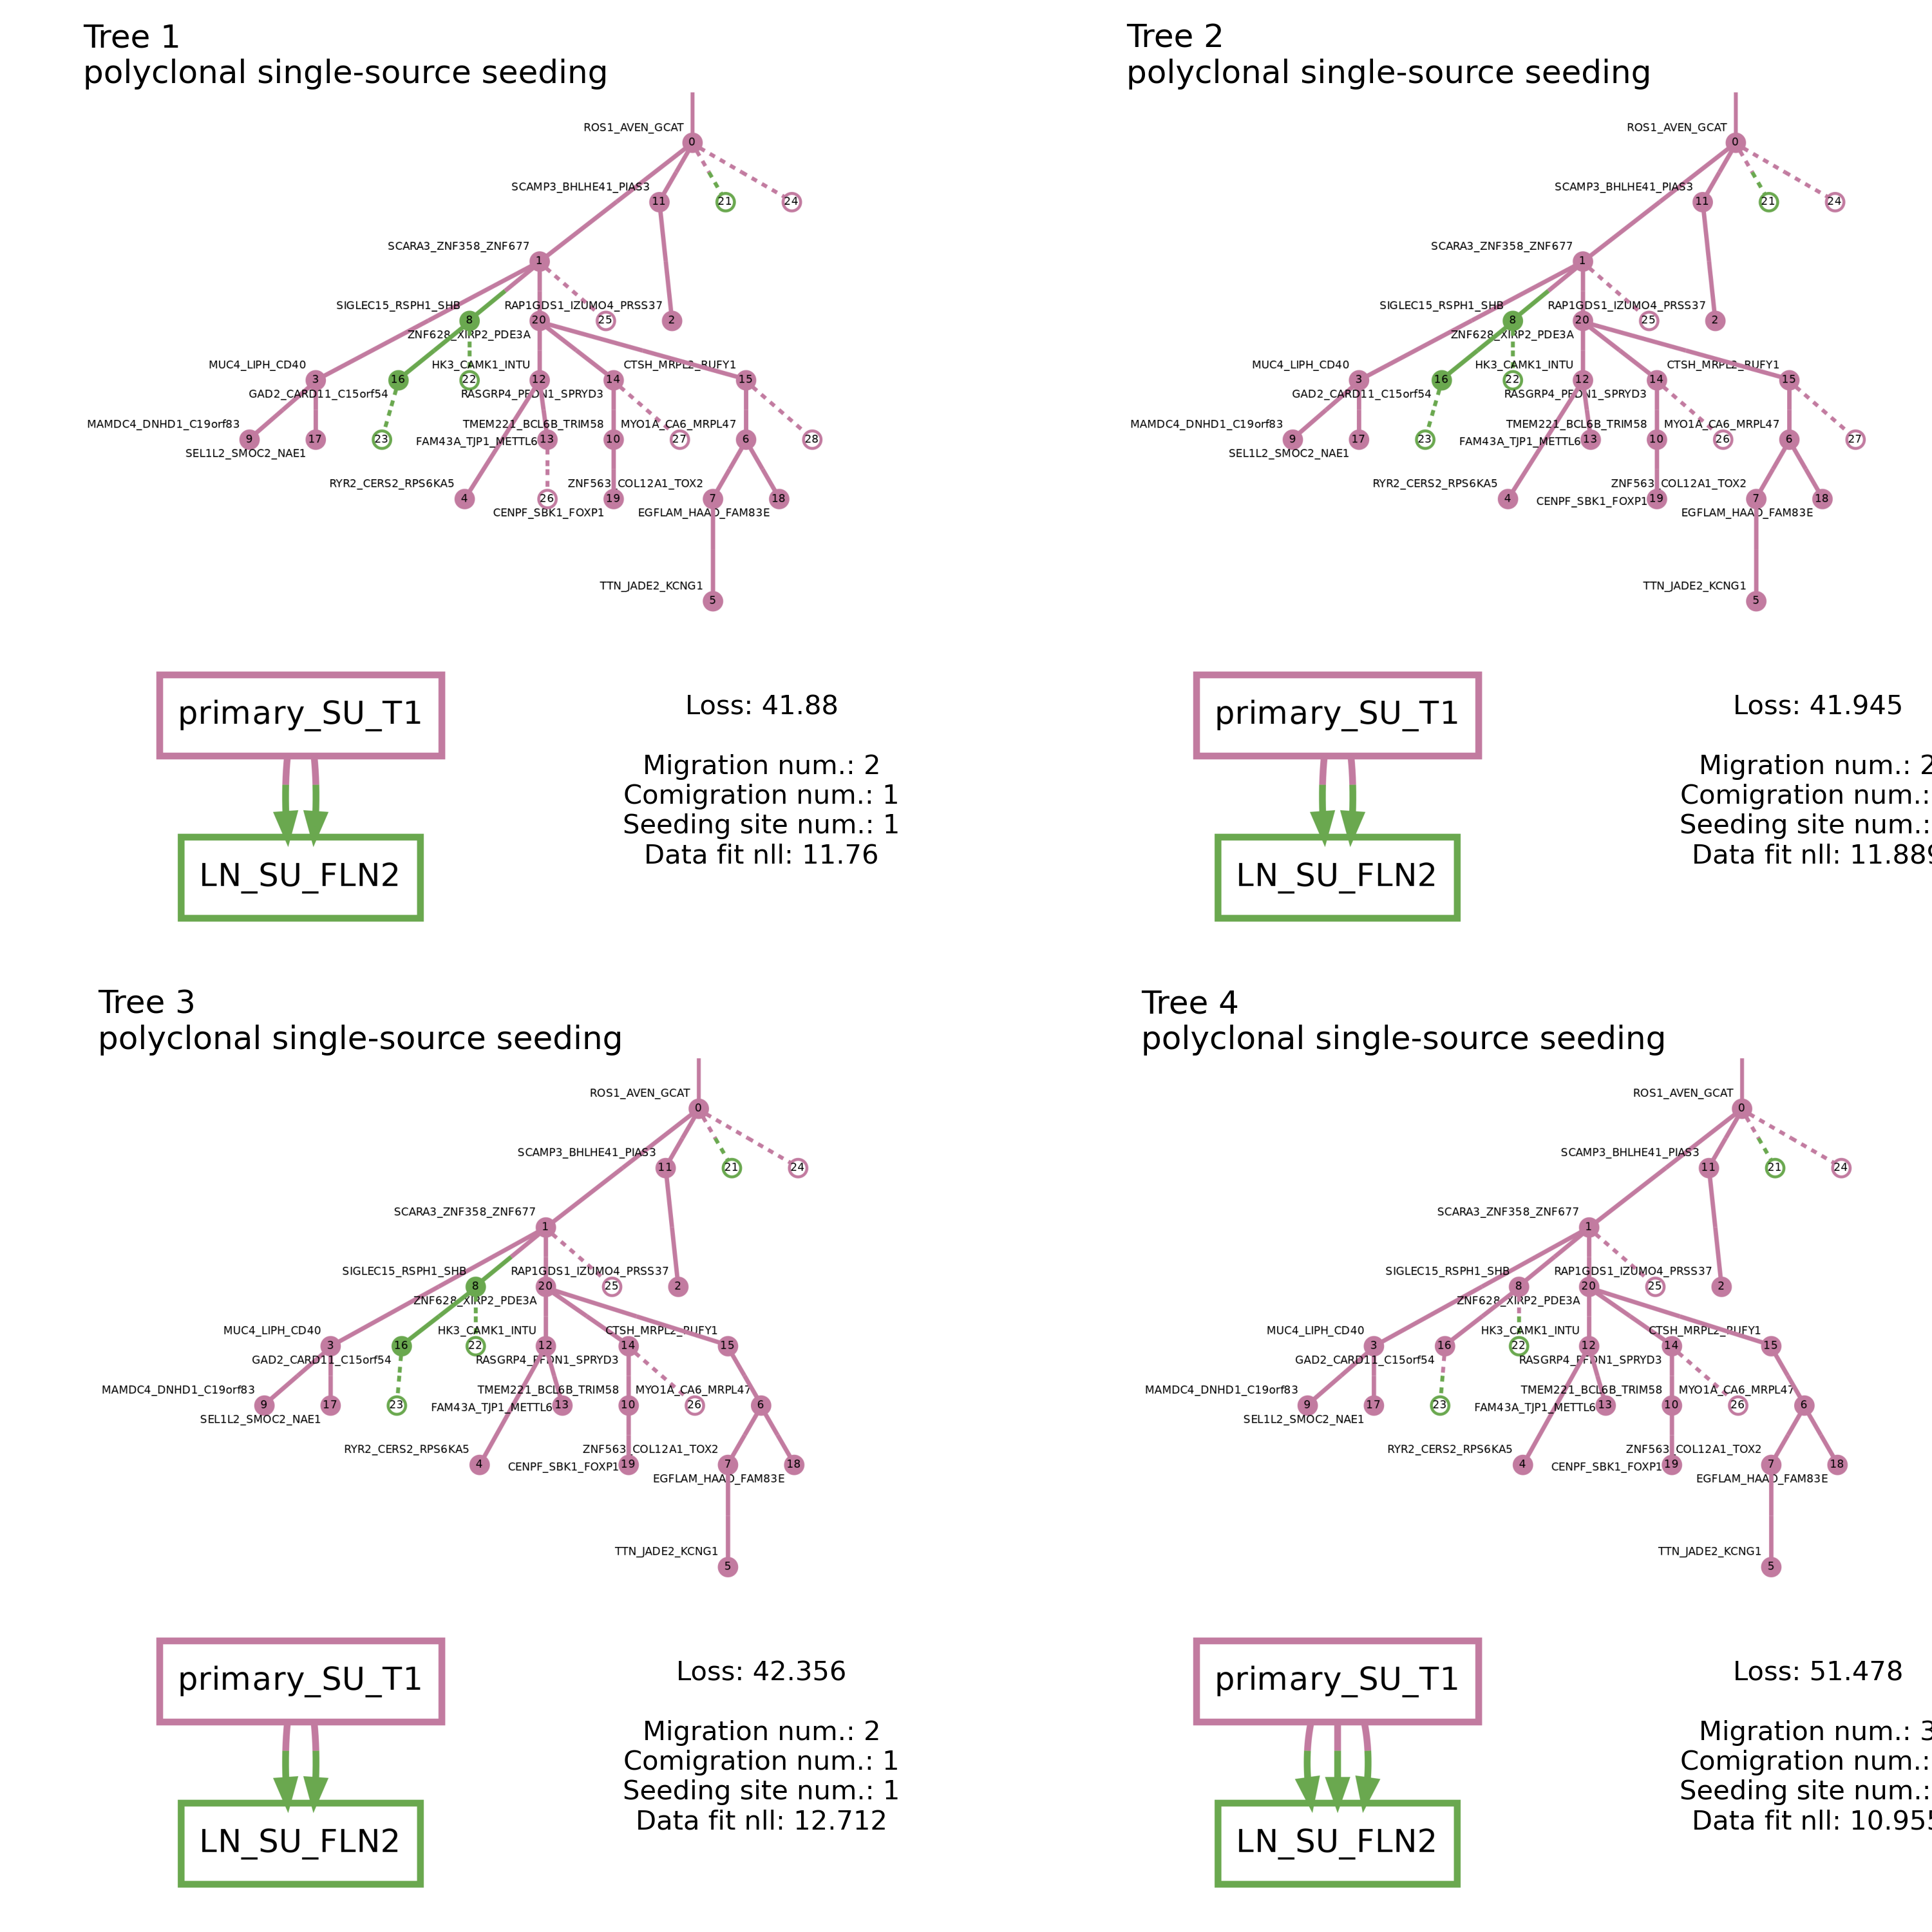 Tree 1
polyclonal single-source seeding
ROS1_AVEN_GCAT
0
SCAMP3_BHLHE41_PIAS3
11
21
24
SCARA3_ZNF358_ZNF677
1
SIGLEC15_RSPH1_SHB
RAP1GDS1_IZUMO4_PRSS37
8
20
25
2
ZNF628_XIRP2_PDE3A
MUC4_LIPH_CD40
HK3_CAMK1_INTU
CTSH_MRPL2_RUFY1
3
16
22
12
14
15
GAD2_CARD11_C15orf54
RASGRP4_PFDN1_SPRYD3
MAMDC4_DNHD1_C19orf83
TMEM221_BCL6B_TRIM58
MYO1A_CA6_MRPL47
9
17
23
FAM43A_TJP1_METTL6
13
10
27
6
28
SEL1L2_SMOC2_NAE1
RYR2_CERS2_RPS6KA5
ZNF563_COL12A1_TOX2
4
26
19
7
18
CENPF_SBK1_FOXP1
EGFLAM_HAAO_FAM83E
TTN_JADE2_KCNG1
5
primary_SU_T1
LN_SU_FLN2
Loss: 41.88
Migration num.: 2
Comigration num.: 1
Seeding site num.: 1
Data fit nll: 11.76
Tree 2
polyclonal single-source seeding
ROS1_AVEN_GCAT
0
SCAMP3_BHLHE41_PIAS3
11
21
24
SCARA3_ZNF358_ZNF677
1
SIGLEC15_RSPH1_SHB
RAP1GDS1_IZUMO4_PRSS37
8
20
25
2
ZNF628_XIRP2_PDE3A
MUC4_LIPH_CD40
HK3_CAMK1_INTU
CTSH_MRPL2_RUFY1
3
16
22
12
14
15
GAD2_CARD11_C15orf54
RASGRP4_PFDN1_SPRYD3
MAMDC4_DNHD1_C19orf83
TMEM221_BCL6B_TRIM58
MYO1A_CA6_MRPL47
9
17
23
FAM43A_TJP1_METTL6
13
10
26
6
27
SEL1L2_SMOC2_NAE1
RYR2_CERS2_RPS6KA5
ZNF563_COL12A1_TOX2
4
CENPF_SBK1_FOXP1
19
7
18
EGFLAM_HAAO_FAM83E
TTN_JADE2_KCNG1
5
primary_SU_T1
LN_SU_FLN2
Loss: 41.945
Migration num.: 2
Comigration num.:
Seeding site num.:
Data fit nll: 11.889
Tree 3
polyclonal single-source seeding
ROS1_AVEN_GCAT
0
SCAMP3_BHLHE41_PIAS3
11
21
24
SCARA3_ZNF358_ZNF677
1
SIGLEC15_RSPH1_SHB
RAP1GDS1_IZUMO4_PRSS37
8
20
25
2
ZNF628_XIRP2_PDE3A
MUC4_LIPH_CD40
HK3_CAMK1_INTU
CTSH_MRPL2_RUFY1
3
16
22
12
14
15
GAD2_CARD11_C15orf54
RASGRP4_PFDN1_SPRYD3
MAMDC4_DNHD1_C19orf83
TMEM221_BCL6B_TRIM58
MYO1A_CA6_MRPL47
9
17
23
FAM43A_TJP1_METTL6
13
10
26
6
SEL1L2_SMOC2_NAE1
RYR2_CERS2_RPS6KA5
ZNF563_COL12A1_TOX2
4
CENPF_SBK1_FOXP1
19
7
18
EGFLAM_HAAO_FAM83E
TTN_JADE2_KCNG1
5
primary_SU_T1
LN_SU_FLN2
Loss: 42.356
Migration num.: 2
Comigration num.: 1
Seeding site num.: 1
Data fit nll: 12.712
Tree 4
polyclonal single-source seeding
ROS1_AVEN_GCAT
0
SCAMP3_BHLHE41_PIAS3
11
21
24
SCARA3_ZNF358_ZNF677
1
SIGLEC15_RSPH1_SHB
RAP1GDS1_IZUMO4_PRSS37
8
20
25
2
ZNF628_XIRP2_PDE3A
MUC4_LIPH_CD40
HK3_CAMK1_INTU
CTSH_MRPL2_RUFY1
3
16
22
12
14
15
GAD2_CARD11_C15orf54
RASGRP4_PFDN1_SPRYD3
MAMDC4_DNHD1_C19orf83
TMEM221_BCL6B_TRIM58
MYO1A_CA6_MRPL47
9
17
23
FAM43A_TJP1_METTL6
13
10
26
6
SEL1L2_SMOC2_NAE1
RYR2_CERS2_RPS6KA5
ZNF563_COL12A1_TOX2
4
CENPF_SBK1_FOXP1
19
7
18
EGFLAM_HAAO_FAM83E
TTN_JADE2_KCNG1
5
primary_SU_T1
LN_SU_FLN2
Loss: 51.478
Migration num.: 3
Comigration num.:
Seeding site num.:
Data fit nll: 10.955